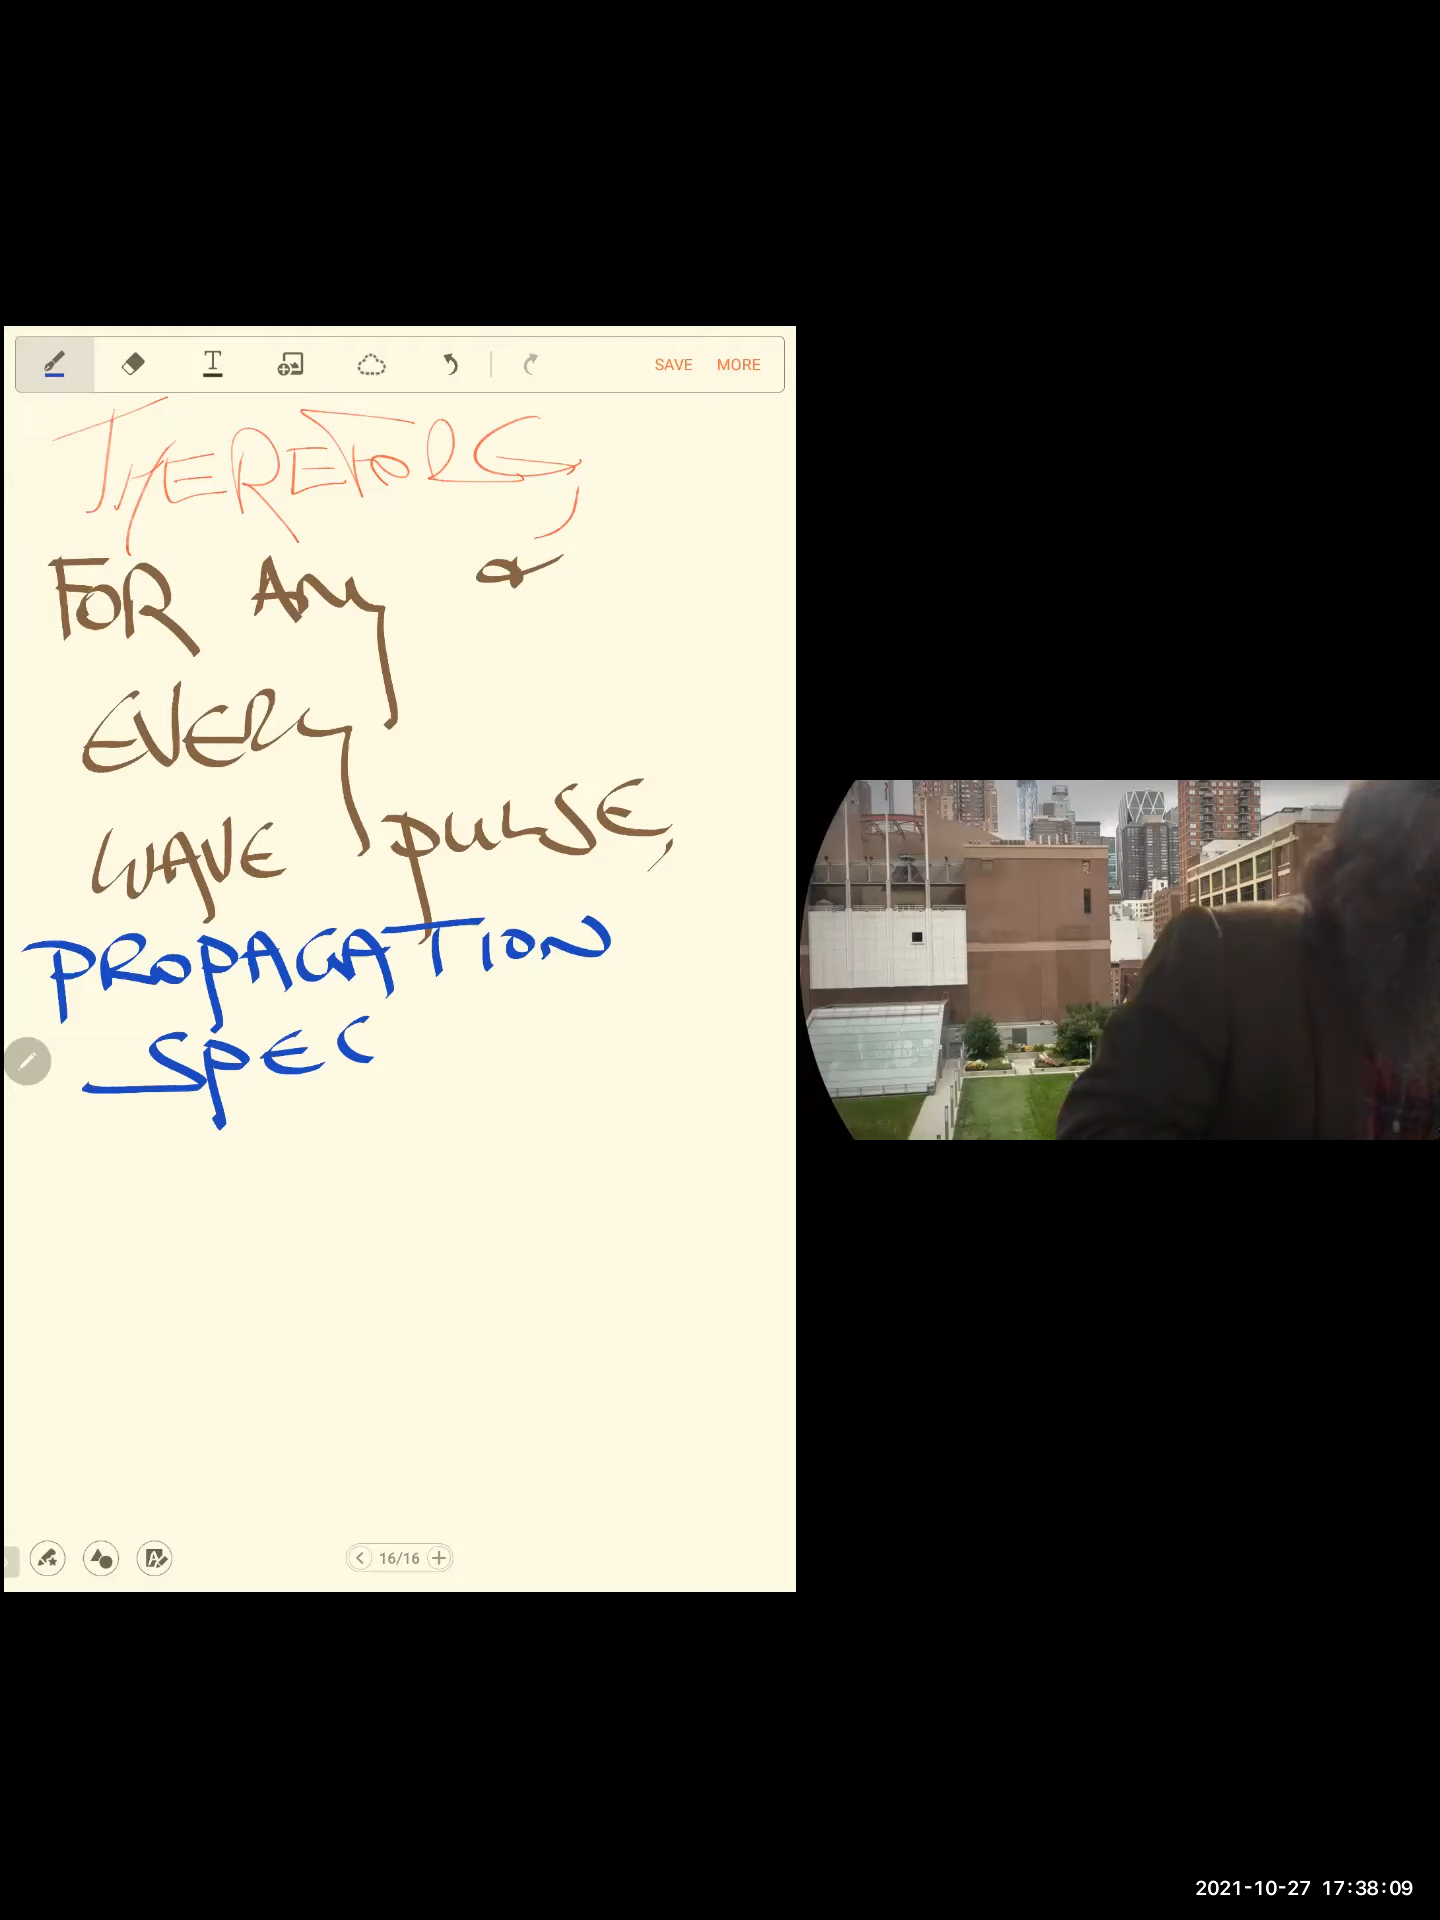 SAVE MORE
THEREFORE,
FOR ANY &
EVERY
WAVE PULSE,
PROPAGATION
SPEC
16/16
2021-10-27 17:38:09